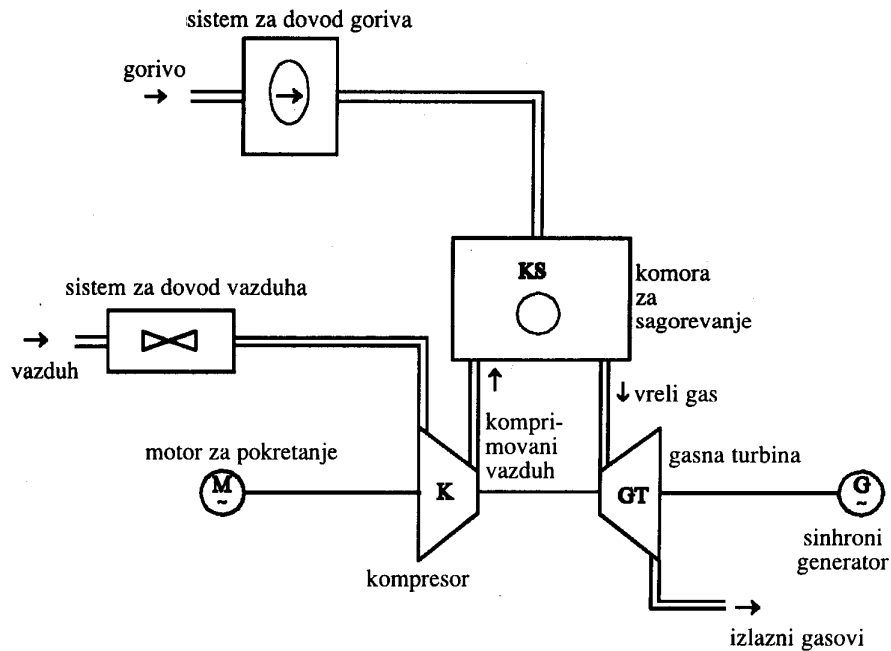 sistem za dovod goriva
gorivo
KS
komora
za
sagorevanje
sistem za dovod vazduha
vazduh
vreli gas
kompri-
movani
vazduh
motor za pokretanje
gasna turbina
M
~
K
GT
G
~
sinhroni
generator
kompresor
izlazni gasovi